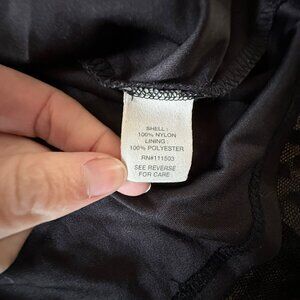 SHELL:
100% NYLON
LINING:
100% POLYESTER
RN#111503
SEE REVERSE
FOR CARE